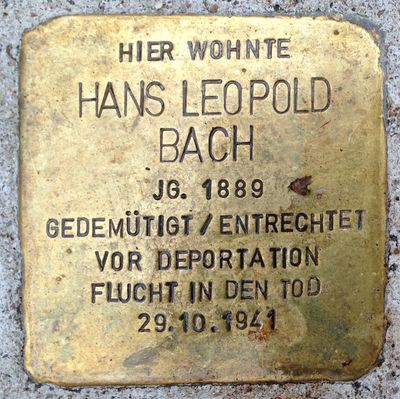 HIER WOHNTE
HANS LEOPOLD
BACH
JG. 1889
GEDEMÜTIGT / ENTRECHTET
VOR DEPORTATION
FLUCHT IN DEN TOD
29.10.1941